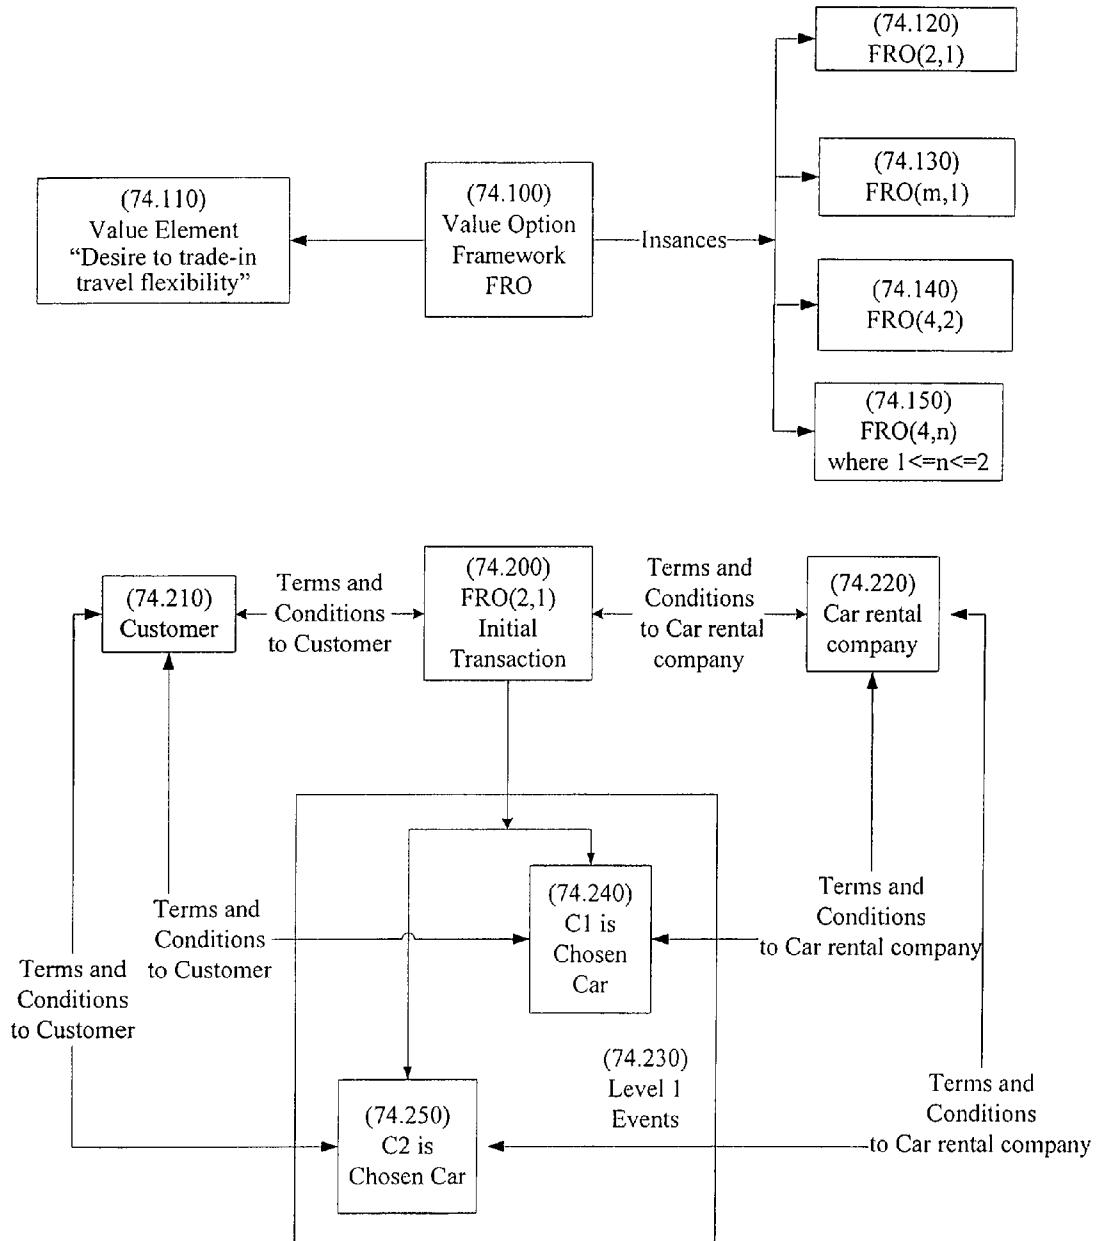 (74.120)
FRO(2,1)
(74.130)
FRO(m,1)
(74.110)
Value Element
“Desire to trade-in
travel flexibility”
(74.100)
Value Option
Framework
FRO
Insances
(74.140)
FRO(4,2)
(74.150)
FRO(4,n)
where 1<=n<=2
(74.210)
Customer
Terms and
Conditions
to Customer
(74.200)
FRO(2,1)
Initial
Transaction
Terms and
Conditions
to Car rental
company
(74.220)
Car rental
company
(74.240)
C1 is
Chosen
Car
Terms and
Conditions
to Customer
Terms and
Conditions
to Car rental company
Terms and
Conditions
to Customer
(74.230)
Level 1
Events
(74.250)
C2 is
Chosen Car
Terms and
Conditions
to Car rental company